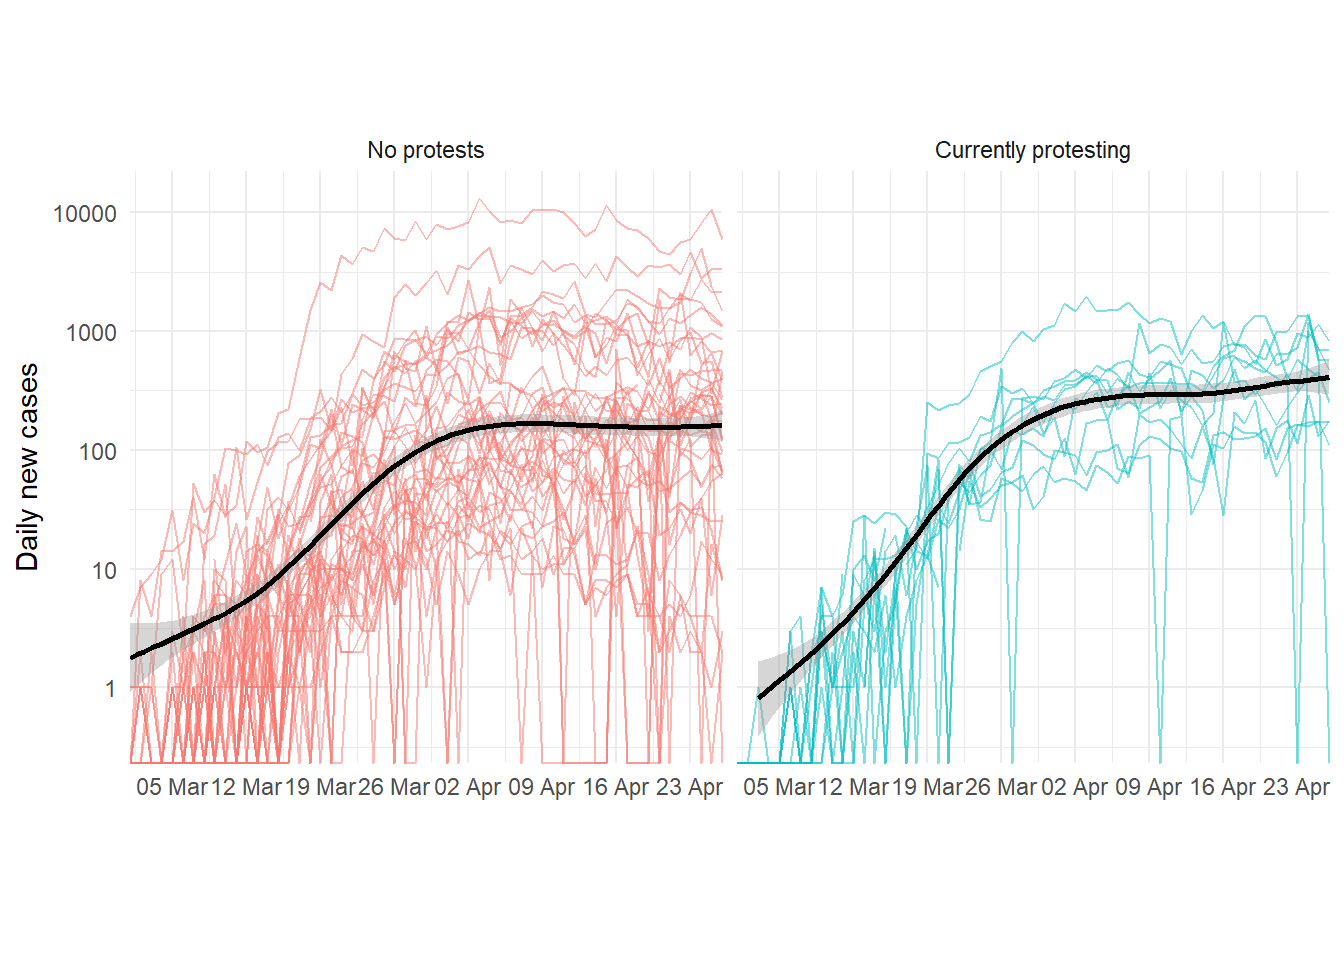 No protests
Currently protesting
Daily new cases
10000
1000
100
10
1
05 Mar 12 Mar 19 Mar 26 Mar 02 Apr 09 Apr 16 Apr 23 Apr
05 Mar 12 Mar 19 Mar 26 Mar 02 Apr 09 Apr 16 Apr 23 Apr